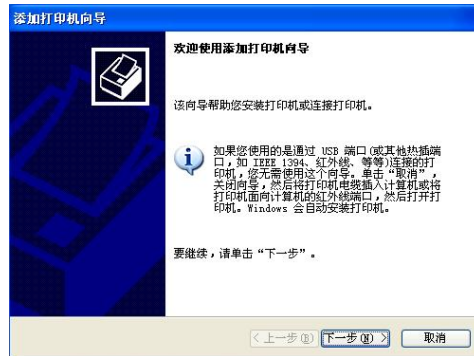 添加打印机向导
欢迎使用添加打印机向导
该向导帮助您安装打印机或连接打印机。
如果您使用的是通过 USB 端口(或其他热插端
口，如 IEEE 1394、红外线、等等)连接的打
印机，您无需使用这个向导。单击“取消”，
关闭向导，然后将打印机电缆插入计算机或将
打印机面向计算机的红外线端口，然后打开打
印机。Windows 会自动安装打印机。
要继续，请单击“下一步”。
< 上一步(B) 下一步(N) > 取消